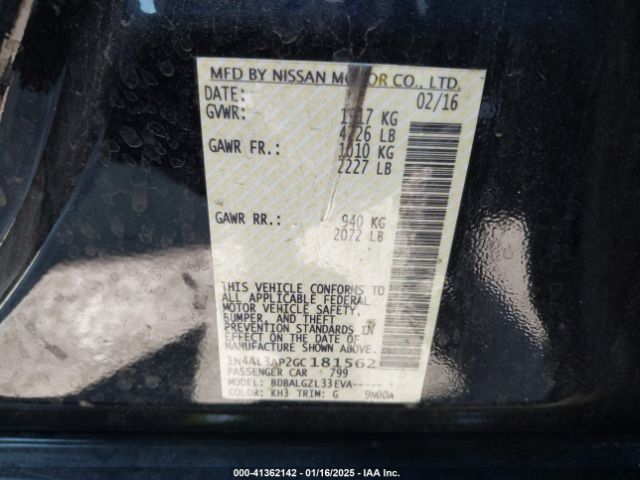 MFD BY NISSAN MOTOR CO., LTD.
DATE: 02/16
GVWR: 1917 KG
4226 LB
GAWR FR.: 1010 KG
2227 LB
GAWR RR.: 940 KG
2072 LB
THIS VEHICLE CONFORMS TO
ALL APPLICABLE FEDERAL
MOTOR VEHICLE SAFETY,
BUMPER, AND THEFT
PREVENTION STANDARDS IN
EFFECT ON THE DATE OF
MANUFACTURE SHOWN ABOVE.
1N4AL3AP2GC181562
PASSENGER CAR 799
MODEL: BDBALGZL33EVA-----
COLOR: KH3 TRIM: G 9N00A
000-41362142 / 01/16/2025 / IAA Inc.